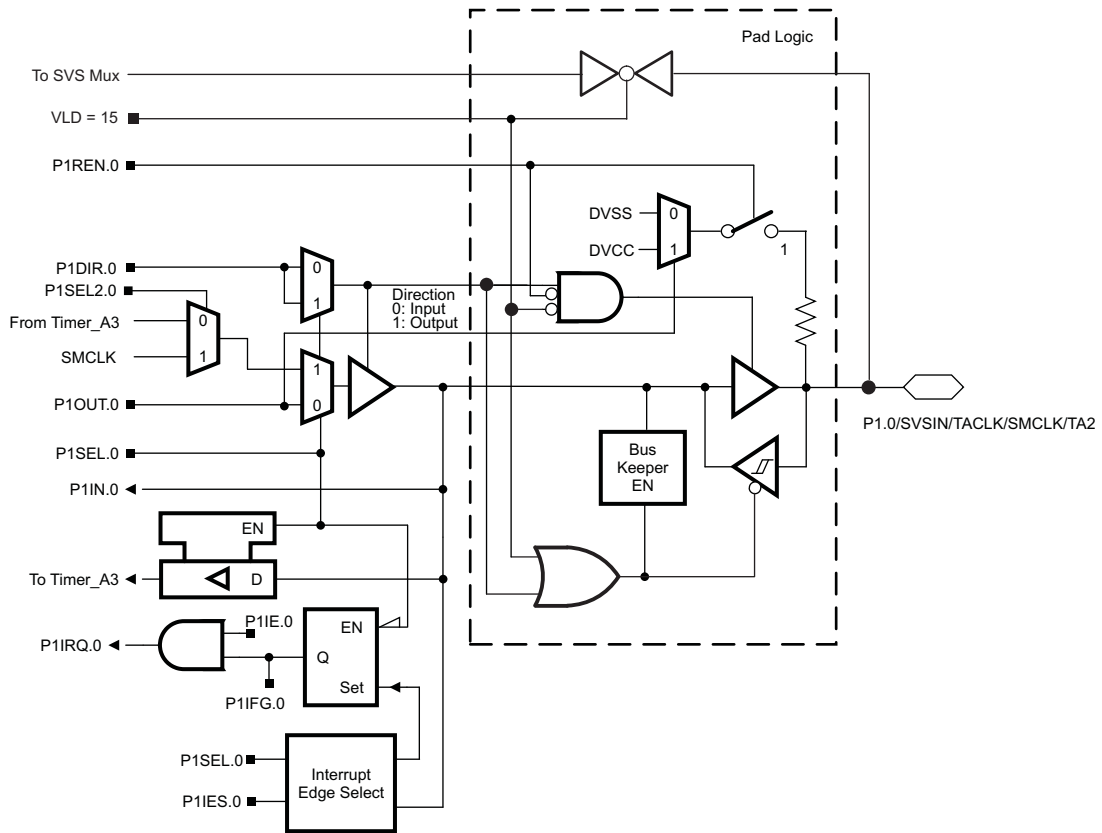 Pad Logic
To SVS Mux
VLD = 15
P1REN.0
DVSS
0
DVCC
1
1
P1DIR.0
0
P1SEL2.0
1
Direction
0: Input
1: Output
From Timer_A3
0
SMCLK
1
1
P1OUT.0
0
P1.0/SVSIN/TACLK/SMCLK/TA2
P1SEL.0
Bus
Keeper
EN
P1IN.0
EN
To Timer_A3
D
P1IE.0
EN
P1IRQ.0
Q
P1IFG.0
Set
P1SEL.0
Interrupt
Edge Select
P1IES.0